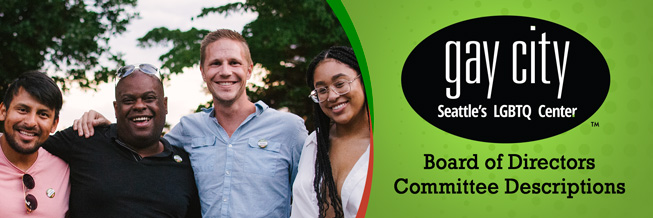 gay city
Seattle's LGBTQ Center
™
Board of Directors
Committee Descriptions